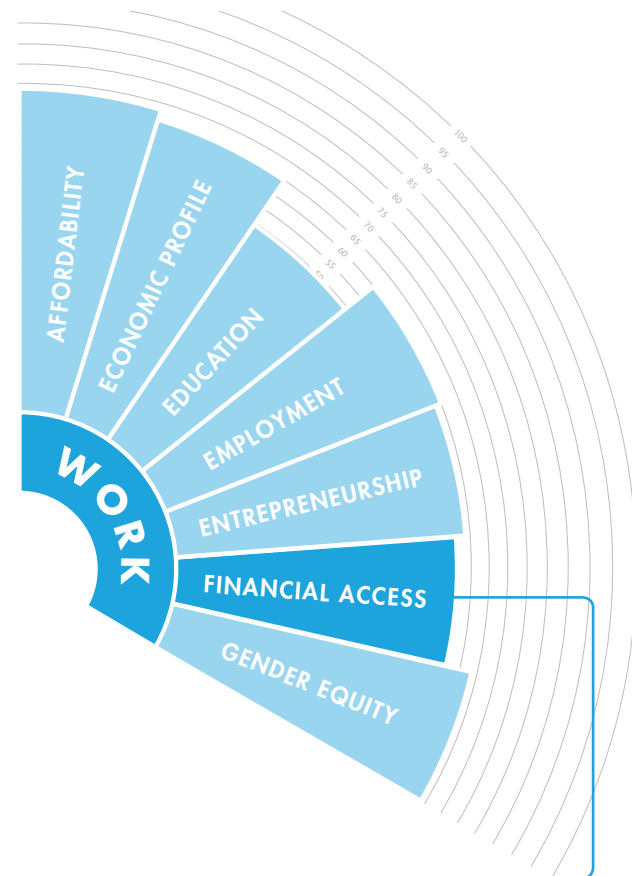 100
95
90
85
80
75
70
65
60
55
50
AFFORDABILITY
ECONOMIC PROFILE
EDUCATION
EMPLOYMENT
ENTREPRENEURSHIP
FINANCIAL ACCESS
GENDER EQUITY
WORK